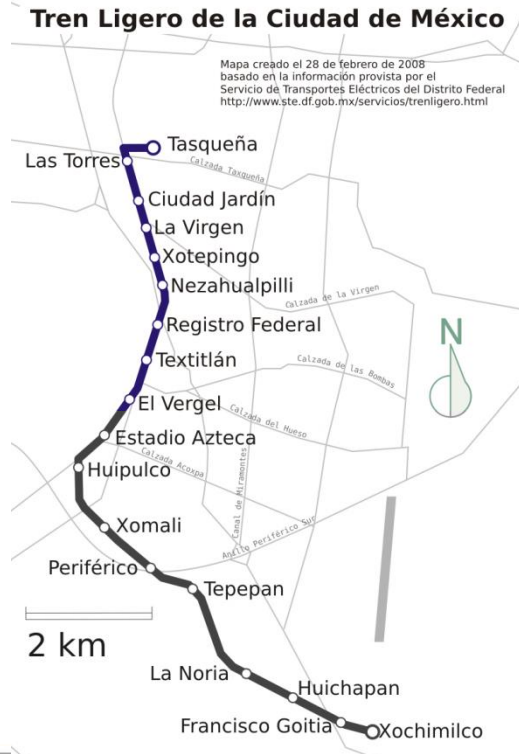 Tren Ligero de la Ciudad de México
Mapa creado el 28 de febrero de 2008
basado en la información provista por el
Servicio de Transportes Eléctricos del Distrito Federal
http://www.ste.df.gob.mx/servicios/trenligero.html
Tasqueña
Las Torres
Calzada Taxqueña
Ciudad Jardín
La Virgen
Xotepingo
Nezahualpilli
Calzada de la Virgen
Registro Federal
N
Textitlán
Calzada de las Bombas
El Vergel
Calzada del Hueso
Estadio Azteca
Huipulco
Calzada Acoxpa
Canal de Miramontes
Xomali
Anillo Periférico Sur
Periférico
Tepepan
2 km
La Noria
Huichapan
Francisco Goitia
Xochimilco